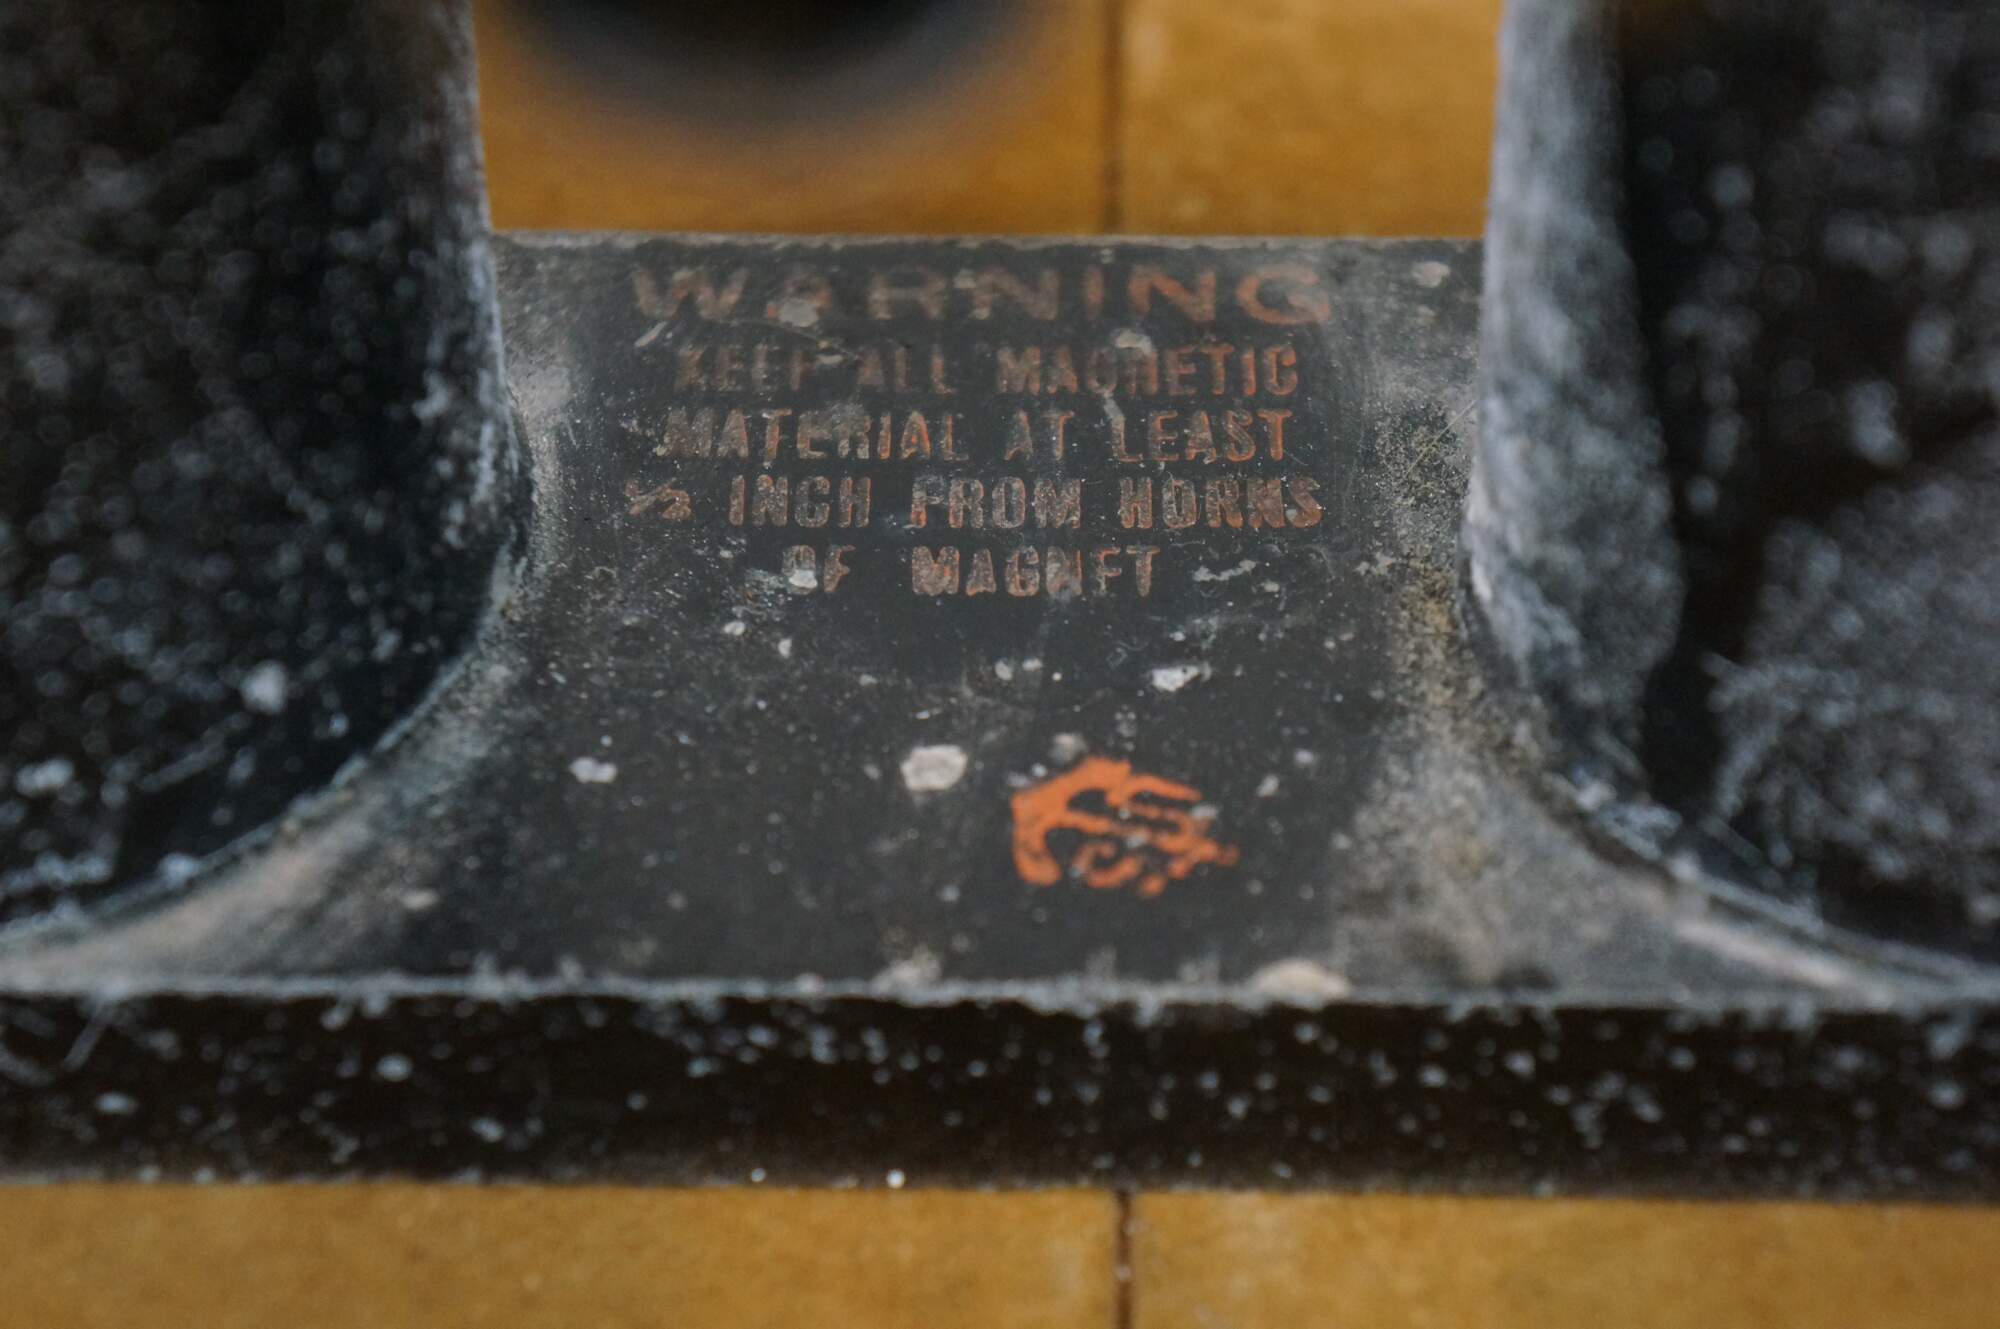 WARNING
KEEP ALL MAGNETIC
MATERIAL AT LEAST
1/2 INCH FROM HORNS
OF MAGNET